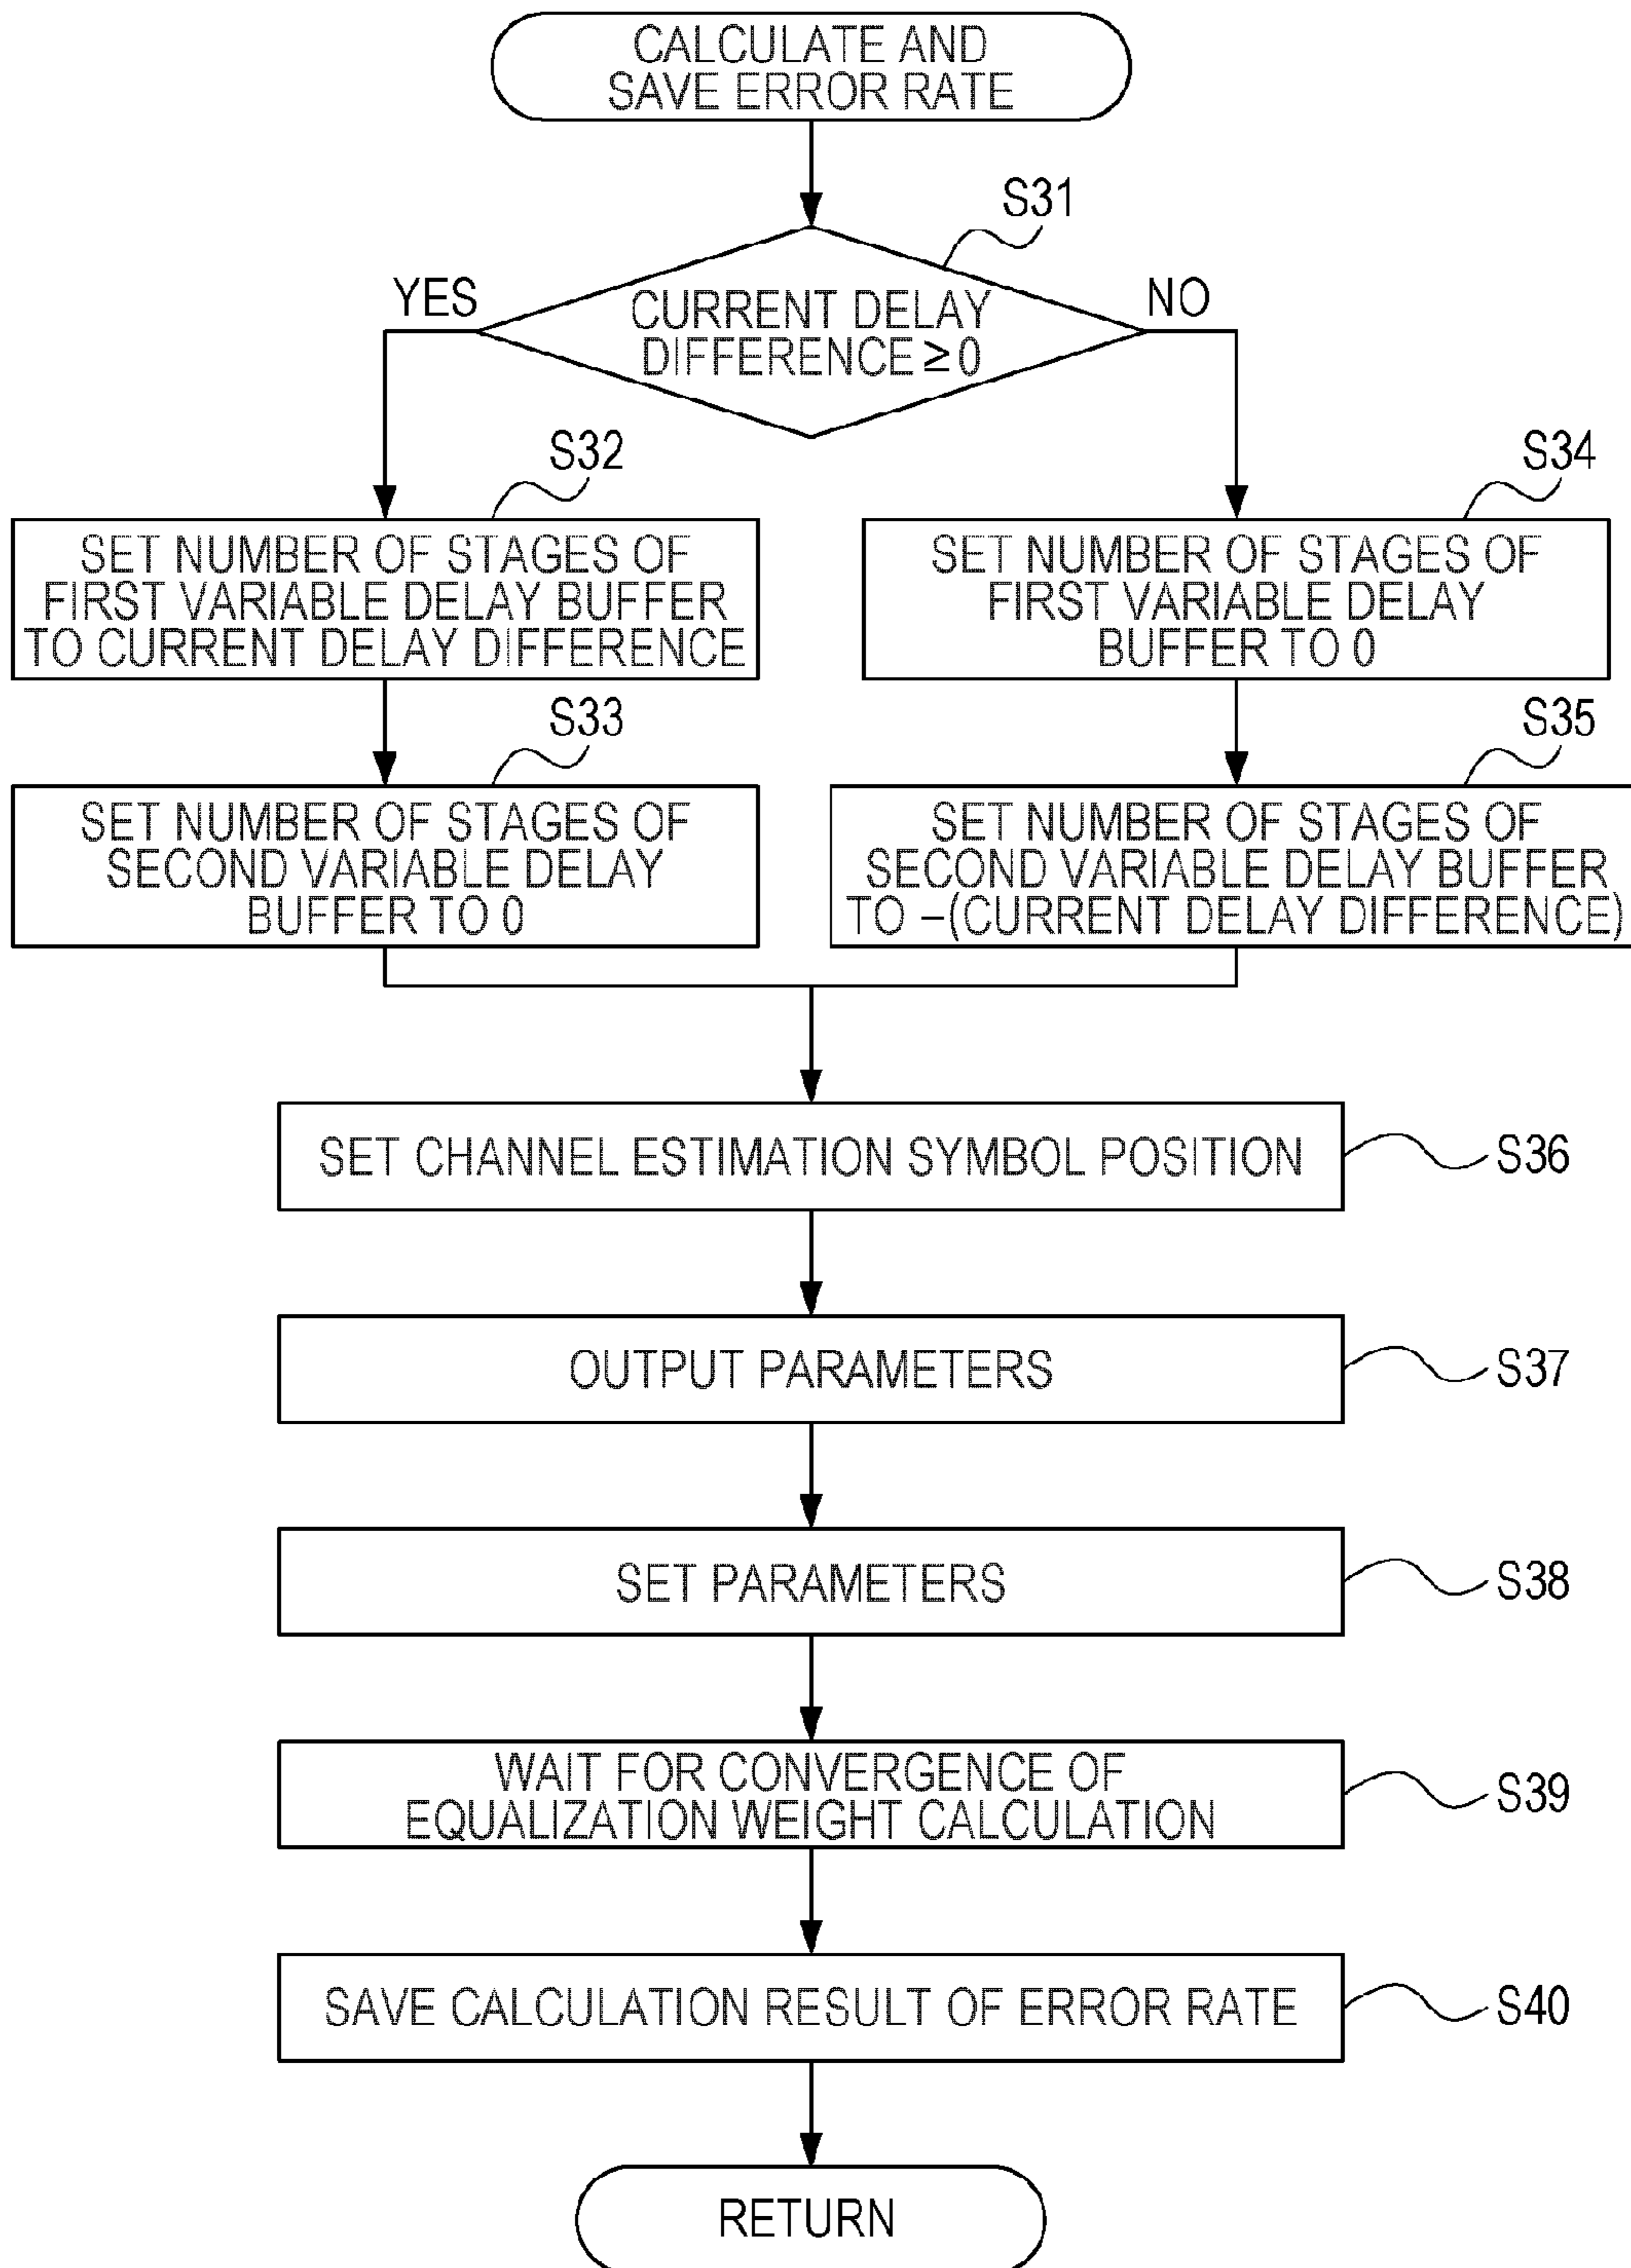 CALCULATE AND
SAVE ERROR RATE
S31
YES
CURRENT DELAY
DIFFERENCE ≥ 0
NO
S32
SET NUMBER OF STAGES OF
FIRST VARIABLE DELAY BUFFER
TO CURRENT DELAY DIFFERENCE
S34
SET NUMBER OF STAGES OF
FIRST VARIABLE DELAY
BUFFER TO 0
S33
SET NUMBER OF STAGES OF
SECOND VARIABLE DELAY
BUFFER TO 0
S35
SET NUMBER OF STAGES OF
SECOND VARIABLE DELAY BUFFER
TO –(CURRENT DELAY DIFFERENCE)
SET CHANNEL ESTIMATION SYMBOL POSITION
S36
OUTPUT PARAMETERS
S37
SET PARAMETERS
S38
WAIT FOR CONVERGENCE OF
EQUALIZATION WEIGHT CALCULATION
S39
SAVE CALCULATION RESULT OF ERROR RATE
S40
RETURN